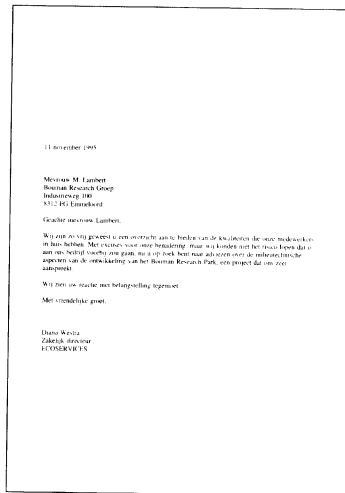 11 november 1995
Mevrouw M. Lambert
Bouman Research Groep
Industrieweg 100
8312 FG Emmeloord
Geachte mevrouw Lambert,
Wij zijn zo vrij geweest u een overzicht aan te bieden van de kwaliteiten die onze medewerkers
in huis hebben. Met excuses voor onze benadering, maar wij konden niet het risico lopen dat u
aan ons bedrijf voorbij zou gaan, nu u op zoek bent naar adviezen over de milieutechnische
aspecten van de ontwikkeling van het Bouman Research Park, een project dat ons zeer
aanspreekt.
Wij zien uw reactie met belangstelling tegemoet.
Met vriendelijke groet,
Diana Westra
Zakelijk directeur
ECOSERVICES